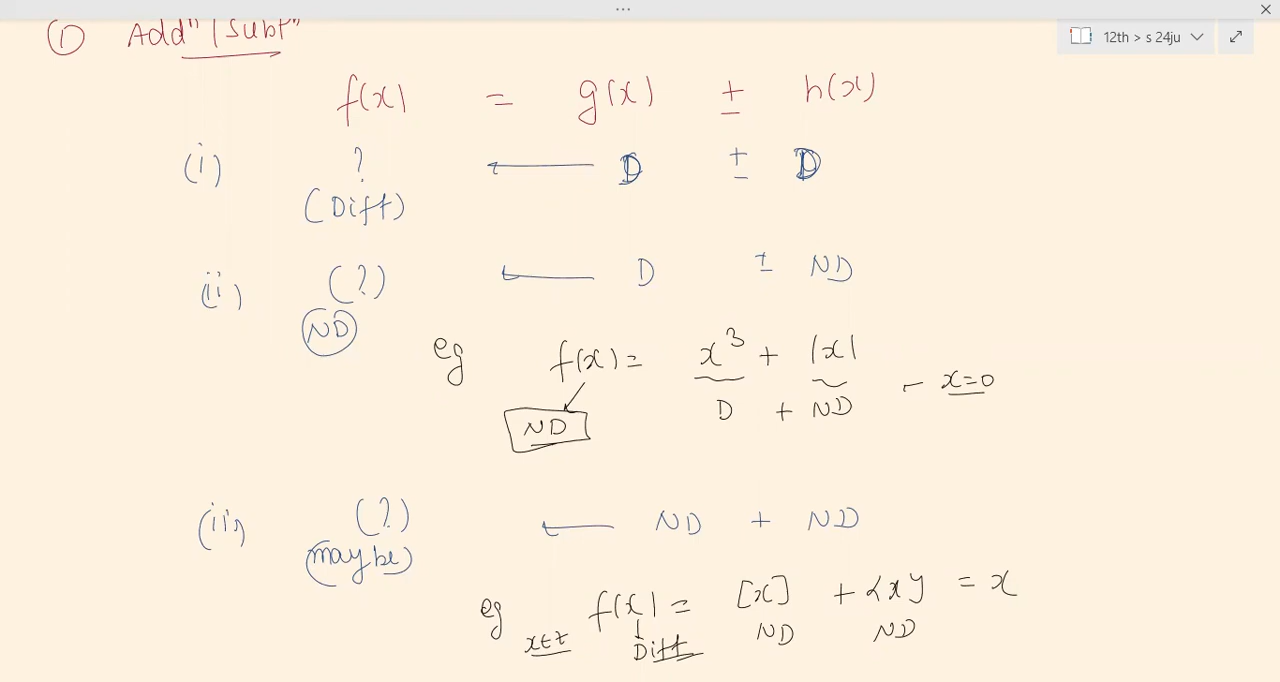 ① Add" / Subt"
12th > s 24ju
f(x) = g(x) ± h(x)
(i) ? ← D ± D
(Diff)
(ii) (?) ← D ± ND
ND
eg f(x) = x³ + |x| - x=0
D + ND
ND
(iii) (?) ← ND + ND
(maybe)
eg f(x) = [x] + {x} = x
x∈z Diff ND ND